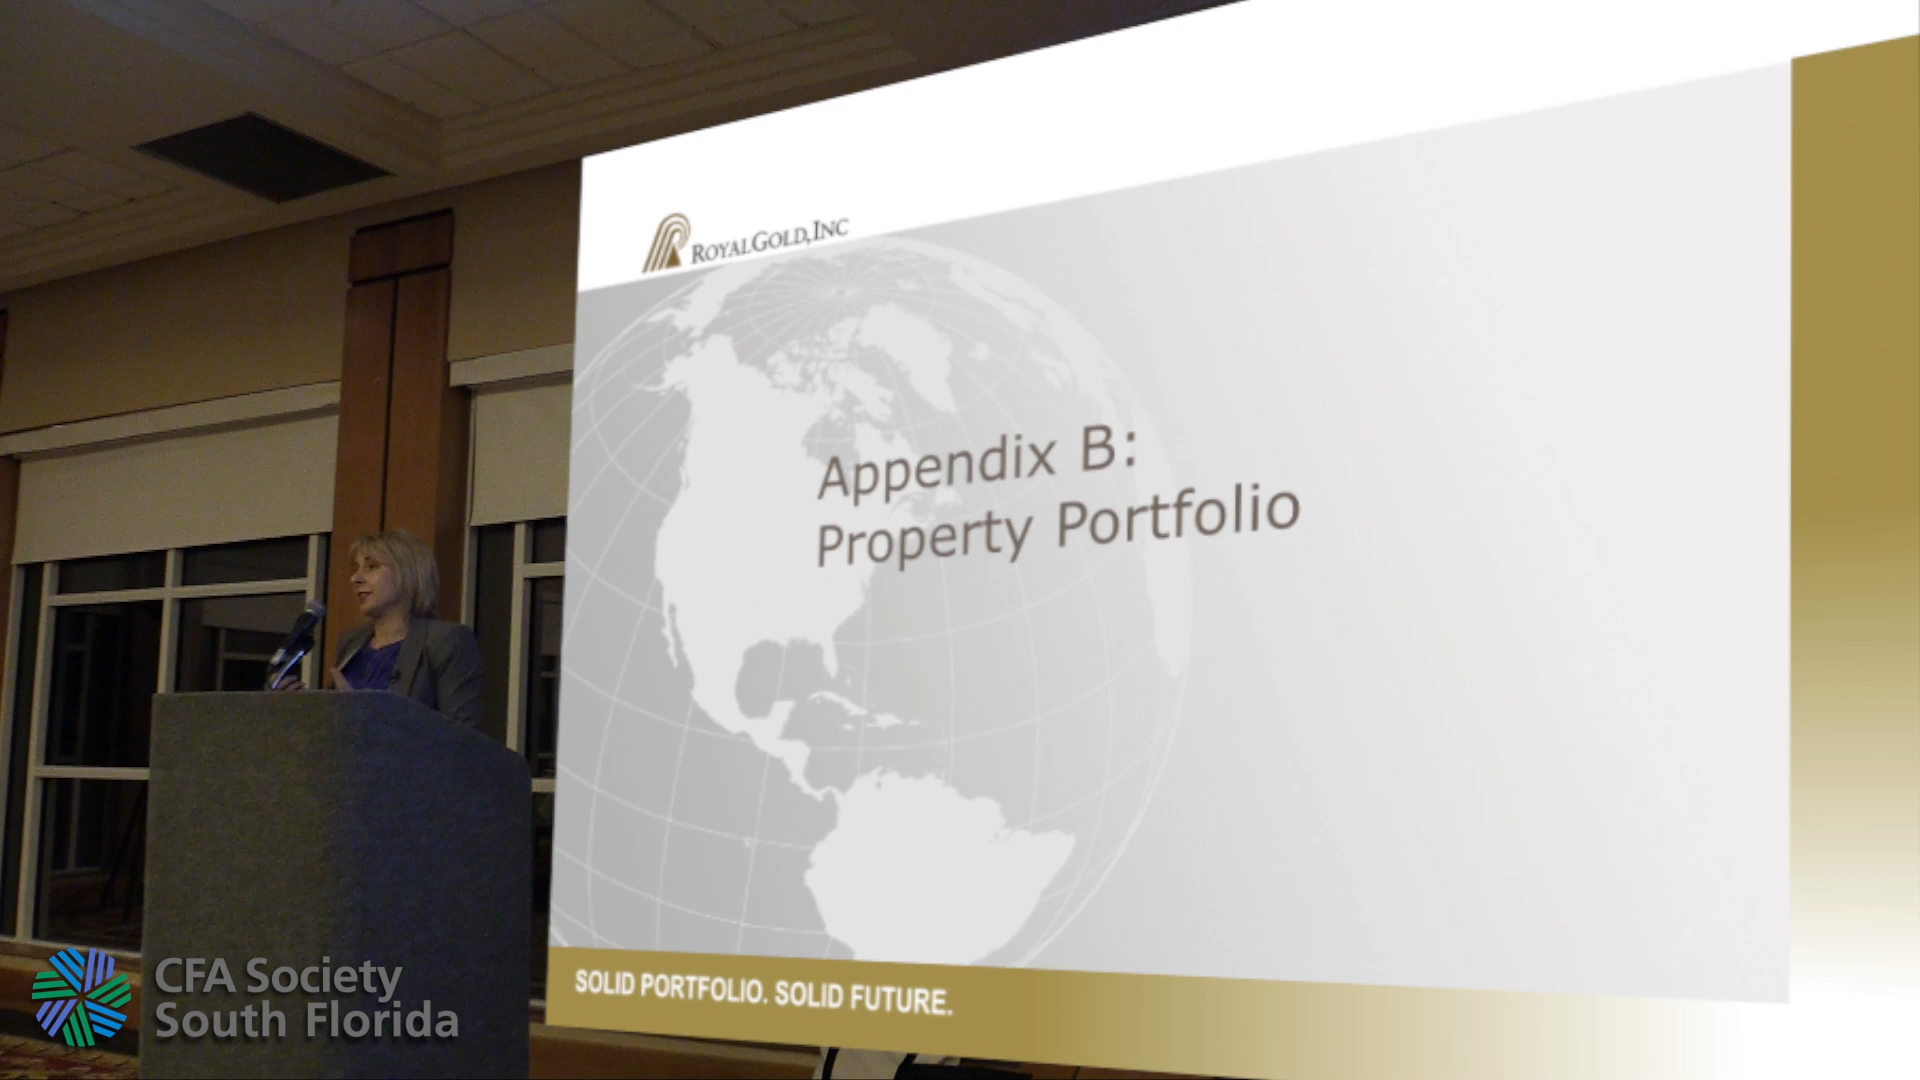 ROYALGOLD, INC
Appendix B:
Property Portfolio
SOLID PORTFOLIO. SOLID FUTURE.
CFA Society
South Florida